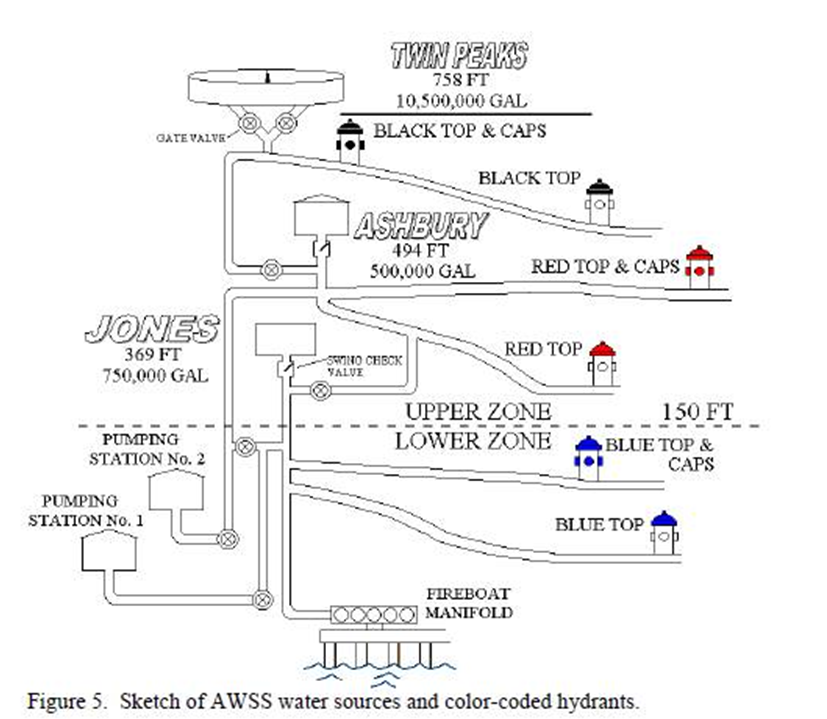 TWIN PEAKS
758 FT
10,500,000 GAL
GATE VALVE
BLACK TOP & CAPS
BLACK TOP
ASHBURY
494 FT
500,000 GAL
RED TOP & CAPS
JONES
369 FT
750,000 GAL
SWING CHECK
VALVE
RED TOP
UPPER ZONE
150 FT
LOWER ZONE
PUMPING
STATION No. 2
BLUE TOP &
CAPS
PUMPING
STATION No. 1
BLUE TOP
FIREBOAT
MANIFOLD
Figure 5. Sketch of AWSS water sources and color-coded hydrants.